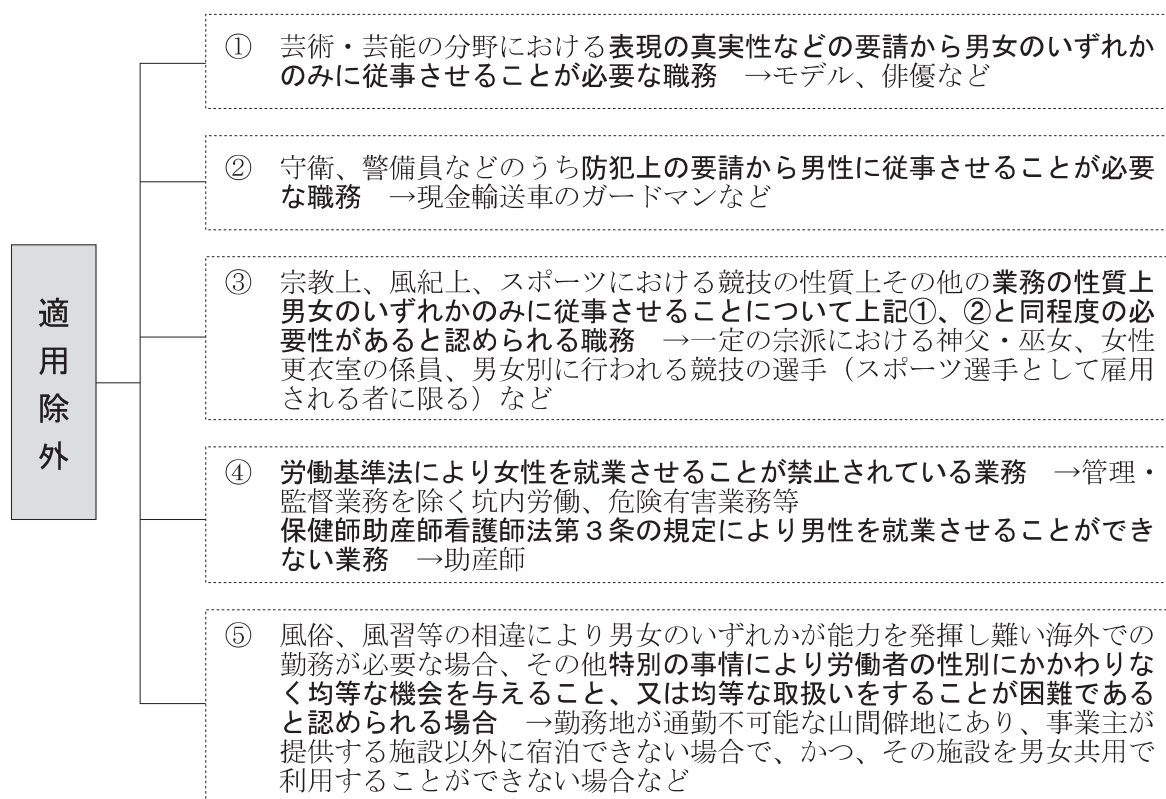 適用除外
① 芸術・芸能の分野における表現の真実性などの要請から男女のいずれか
のみに従事させることが必要な職務 →モデル、俳優など
② 守衛、警備員などのうち防犯上の要請から男性に従事させることが必要
な職務 →現金輸送車のガードマンなど
③ 宗教上、風紀上、スポーツにおける競技の性質上その他の業務の性質上
男女のいずれかのみに従事させることについて上記①、②と同程度の必
要性があると認められる職務 →一定の宗派における神父・巫女、女性
更衣室の係員、男女別に行われる競技の選手（スポーツ選手として雇用
される者に限る）など
④ 労働基準法により女性を就業させることが禁止されている業務 →管理・
監督業務を除く坑内労働、危険有害業務等
保健師助産師看護師法第３条の規定により男性を就業させることができ
ない業務 →助産師
⑤ 風俗、風習等の相違により男女のいずれかが能力を発揮し難い海外での
勤務が必要な場合、その他特別の事情により労働者の性別にかかわりな
く均等な機会を与えること、又は均等な取扱いをすることが困難である
と認められる場合 →勤務地が通勤不可能な山間僻地にあり、事業主が
提供する施設以外に宿泊できない場合で、かつ、その施設を男女共用で
利用することができない場合など